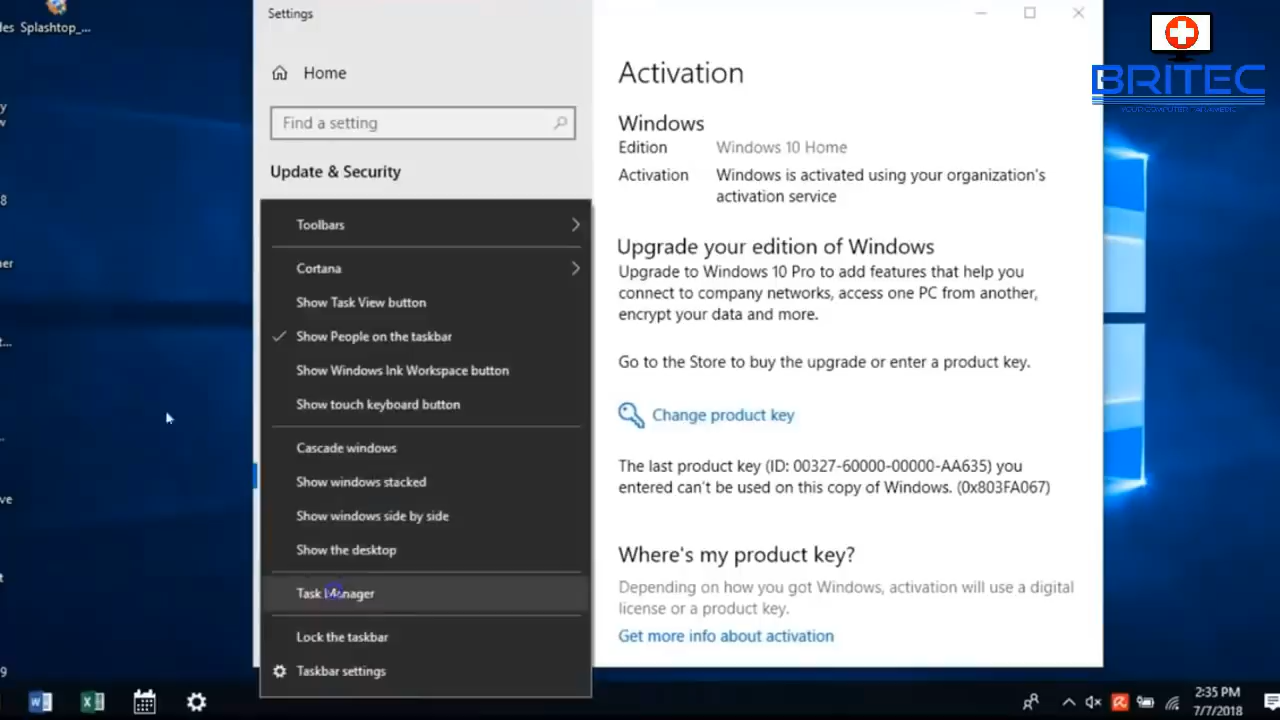 Settings
Splashtop_...
BRITEC
Home
Find a setting
Update & Security
Activation
Windows
Edition Windows 10 Home
Activation Windows is activated using your organization's
activation service
Toolbars
Cortana
Show Task View button
Show People on the taskbar
Show Windows Ink Workspace button
Show touch keyboard button
Cascade windows
Show windows stacked
Show windows side by side
Show the desktop
Task Manager
Lock the taskbar
Taskbar settings
Upgrade your edition of Windows
Upgrade to Windows 10 Pro to add features that help you
connect to company networks, access one PC from another,
encrypt your data and more.
Go to the Store to buy the upgrade or enter a product key.
Change product key
The last product key (ID: 00327-60000-00000-AA635) you
entered can't be used on this copy of Windows. (0x803FA067)
Where's my product key?
Depending on how you got Windows, activation will use a digital
license or a product key.
Get more info about activation
2:35 PM
7/7/2018